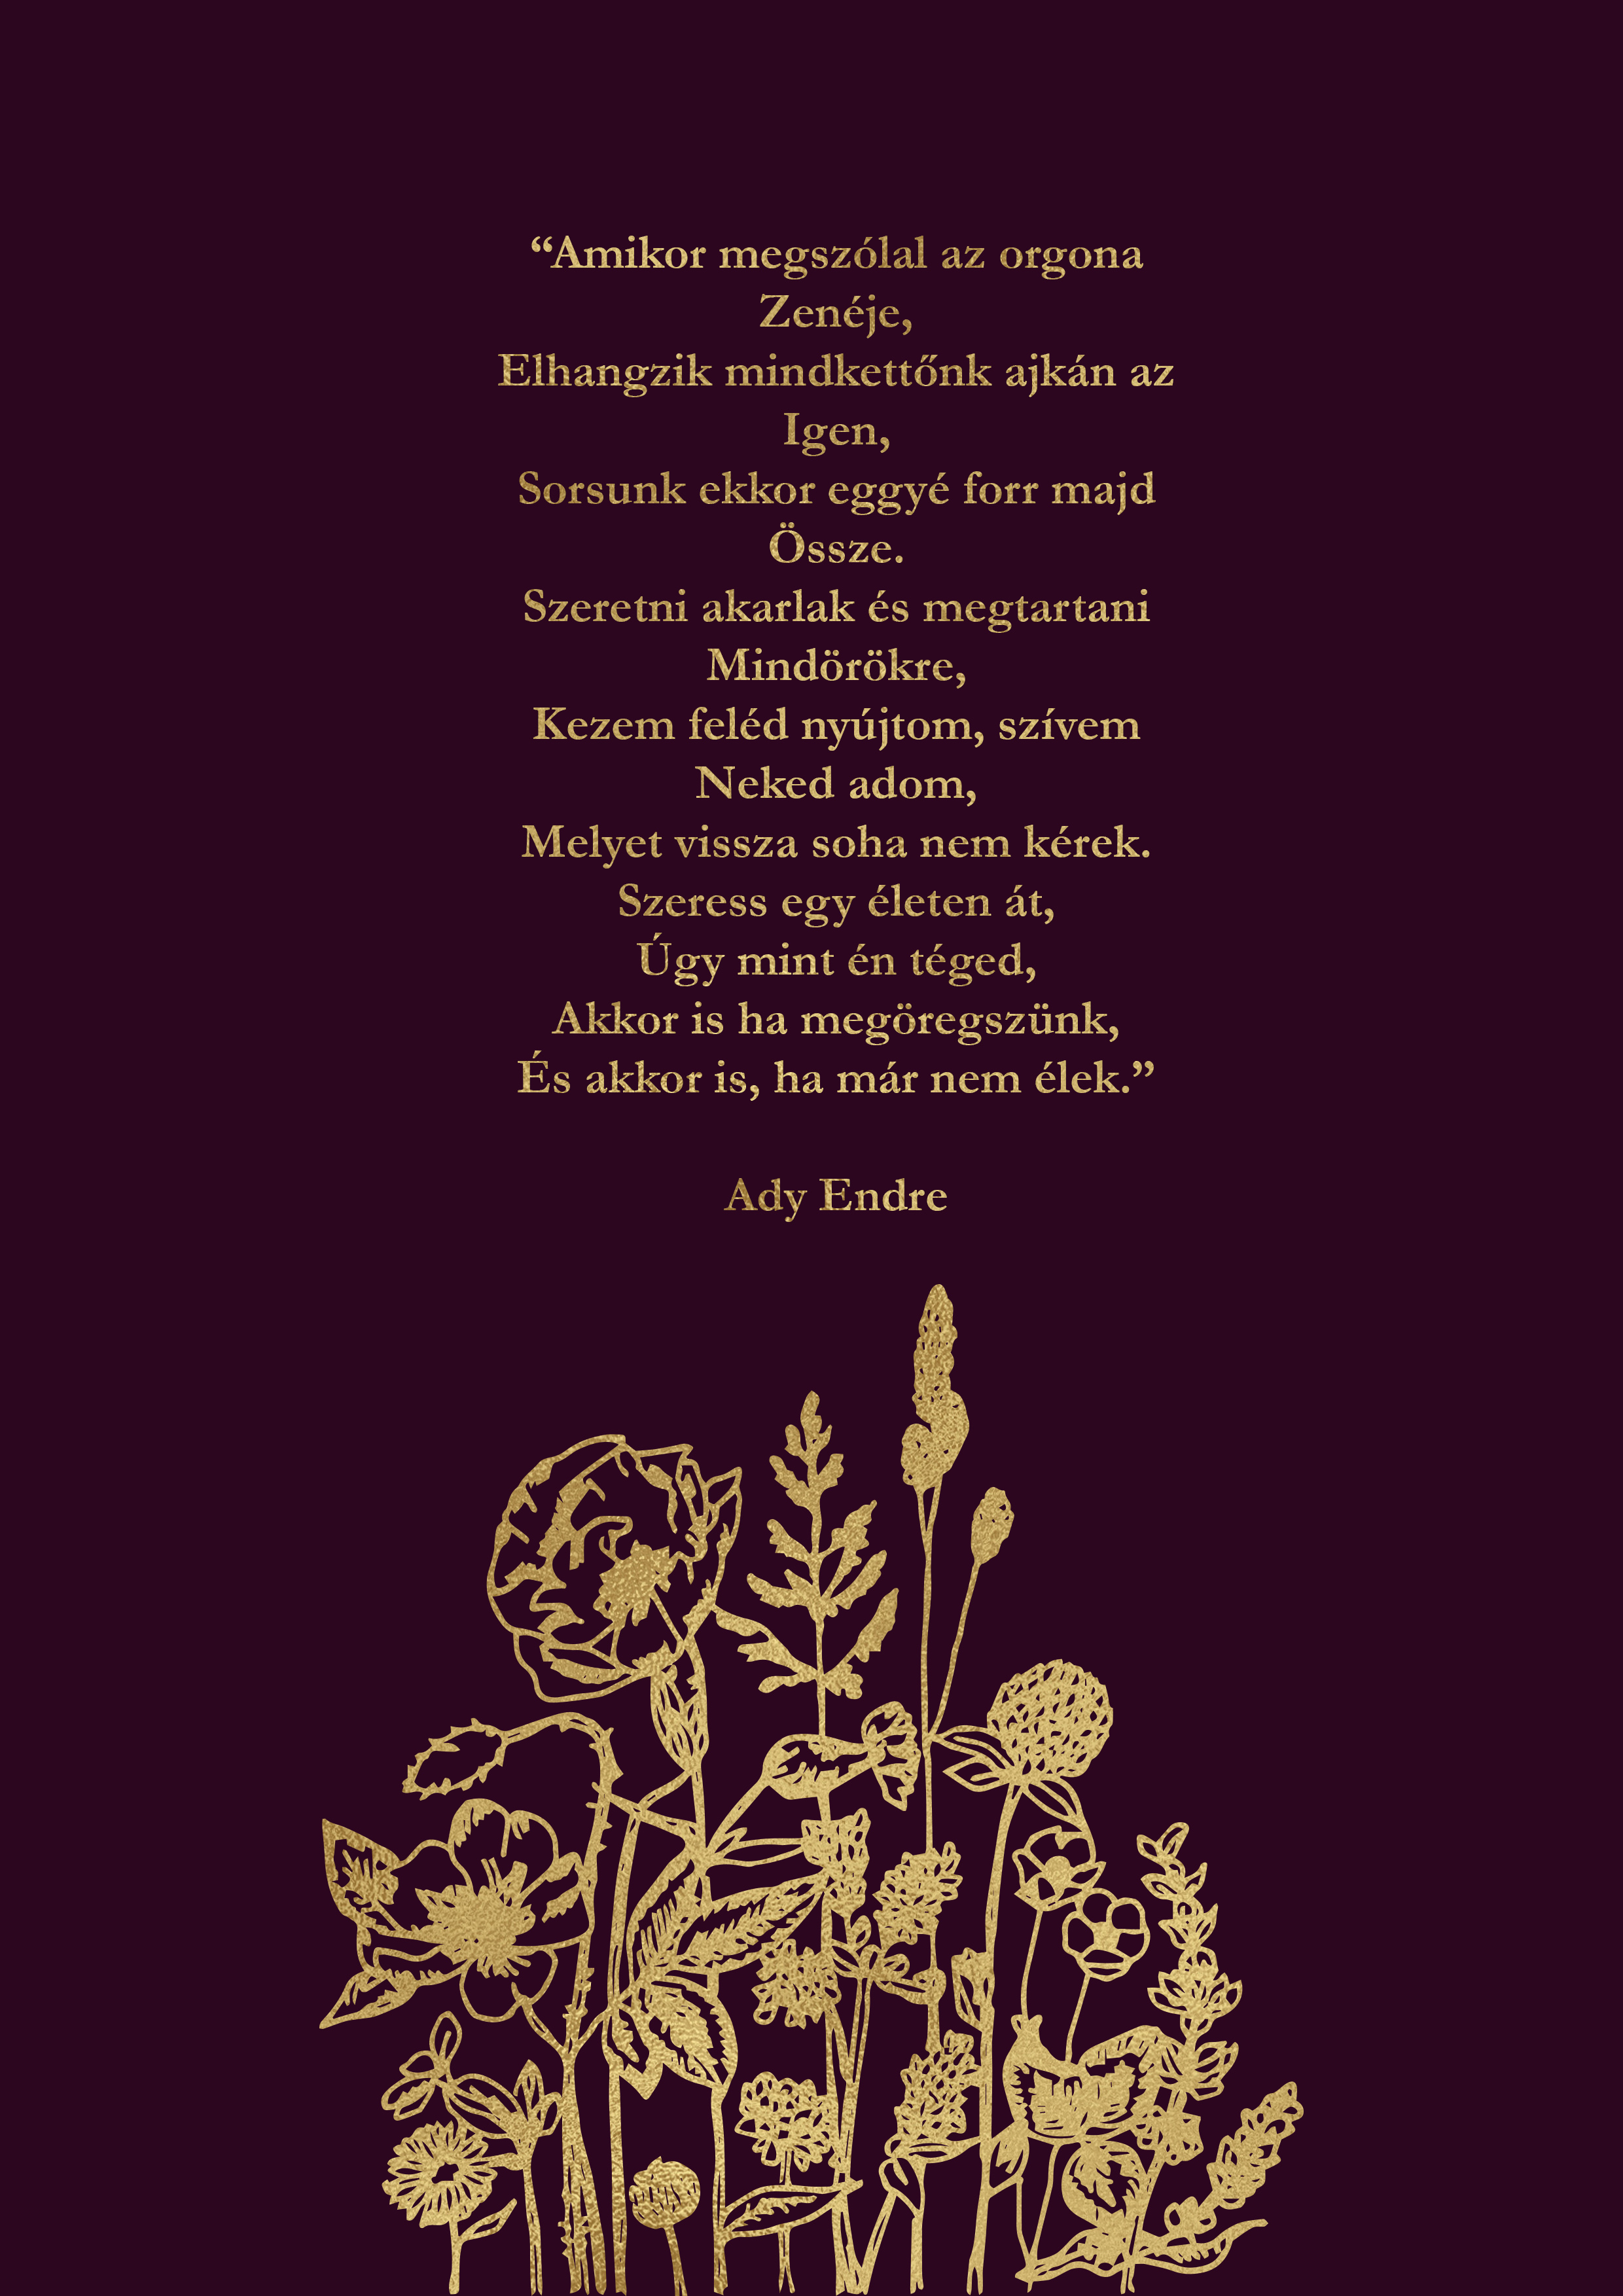 “Amikor megszólal az orgona
Zenéje,
Elhangzik mindkettőnk ajkán az
Igen,
Sorsunk ekkor eggyé forr majd
Össze.
Szeretni akarlak és megtartani
Mindörökre,
Kezem feléd nyújtom, szívem
Neked adom,
Melyet vissza soha nem kérek.
Szeress egy életen át,
Úgy mint én téged,
Akkor is ha megöregszünk,
És akkor is, ha már nem élek.”
Ady Endre